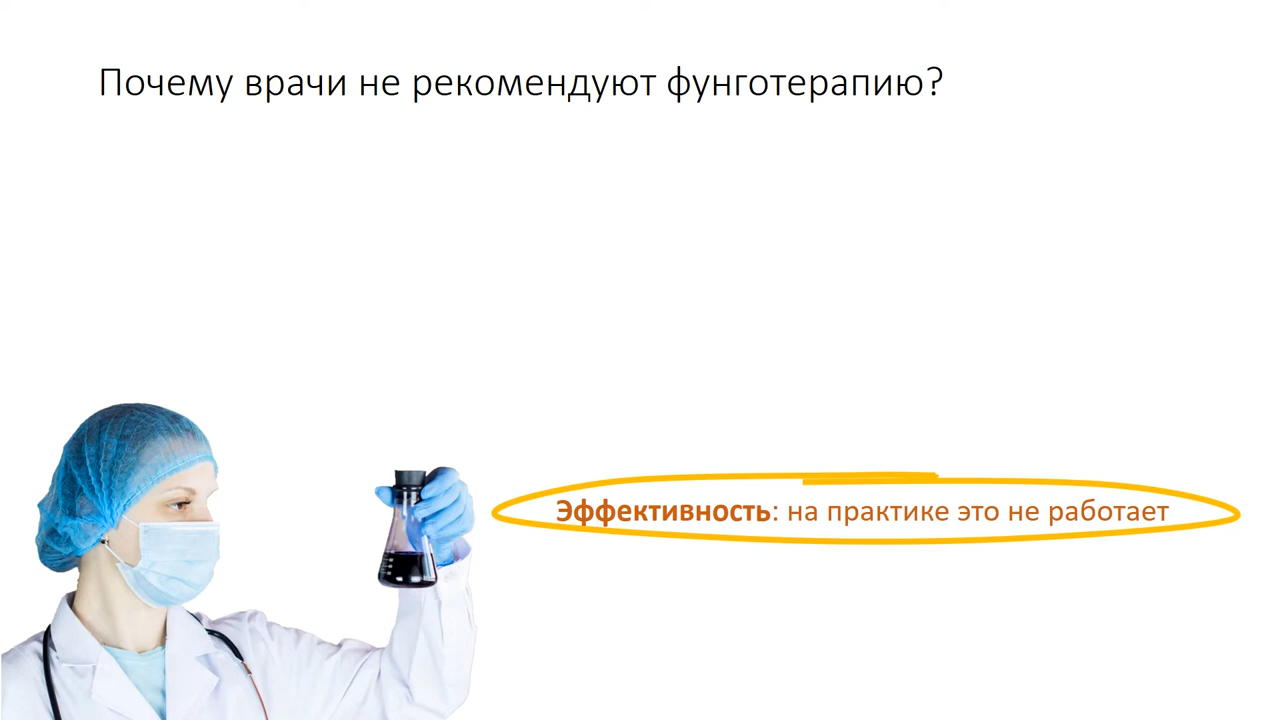 Почему врачи не рекомендуют фунготерапию?
Эффективность: на практике это не работает